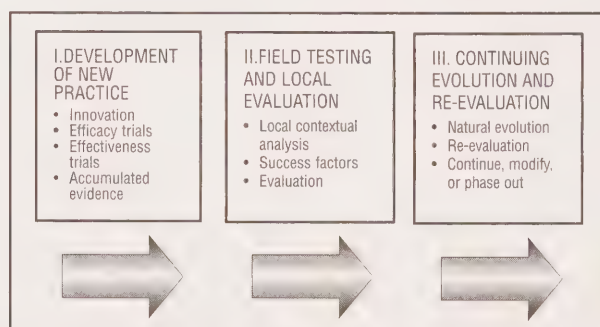 I.DEVELOPMENT
OF NEW
PRACTICE
• Innovation
• Efficacy trials
• Effectiveness
trials
• Accumulated
evidence
II.FIELD TESTING
AND LOCAL
EVALUATION
• Local contextual
analysis
• Success factors
• Evaluation
III. CONTINUING
EVOLUTION AND
RE-EVALUATION
• Natural evolution
• Re-evaluation
• Continue, modify,
or phase out